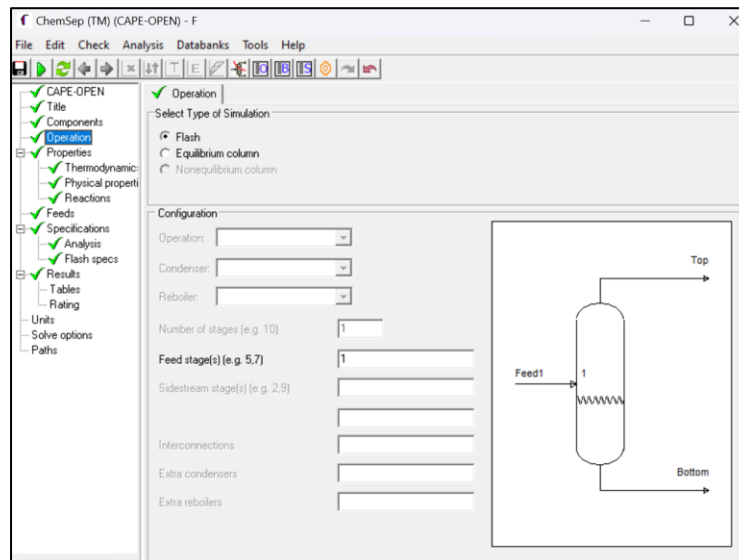 ChemSep (TM) (CAPE-OPEN) - F
File Edit Check Analysis Databanks Tools Help
CAPE-OPEN
Title
Components
Operation
Properties
Thermodynamic
Physical properti
Reactions
Feeds
Specifications
Analysis
Flash specs
Results
Tables
Rating
Units
Solve options
Paths
Operation
Select Type of Simulation
Flash
Equilibrium column
Nonequilibrium column
Configuration
Operation:
Condenser:
Reboiler:
Number of stages (e.g. 10) 1
Feed stage(s) (e.g. 5,7) 1
Sidestream stage(s) (e.g. 2,9)
Interconnections
Extra condensers
Extra reboilers
Top
Feed1 1
Bottom